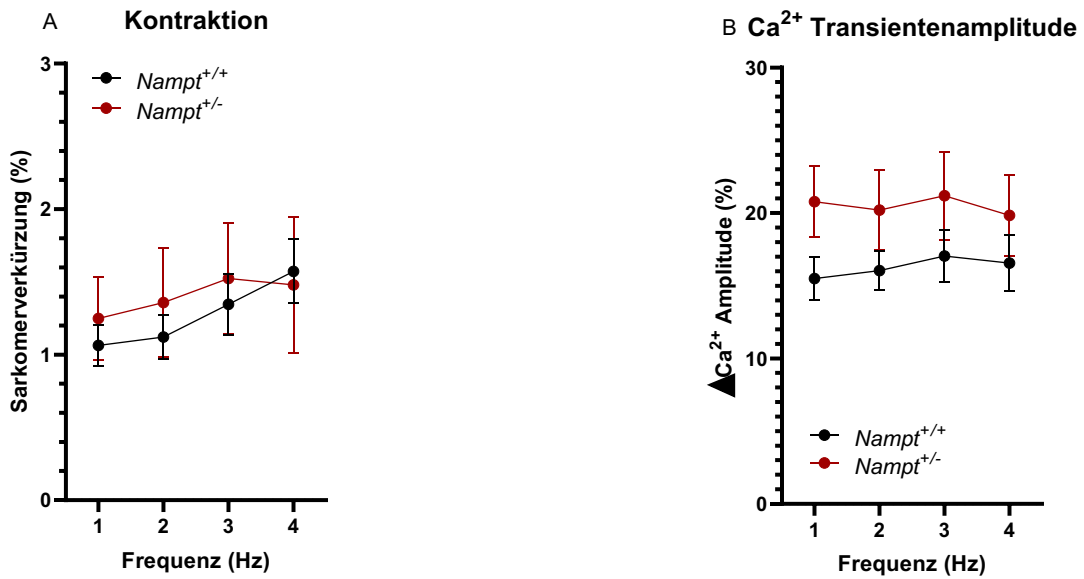 A Kontraktion
Nampt+/+
Nampt+/-
Sarkomerverkürzung (%)
3
2
1
0
1 2 3 4
Frequenz (Hz)
B Ca2+ Transientenamplitude
Ca2+ Amplitude (%)
30
20
10
0
Nampt+/+
Nampt+/-
1 2 3 4
Frequenz (Hz)